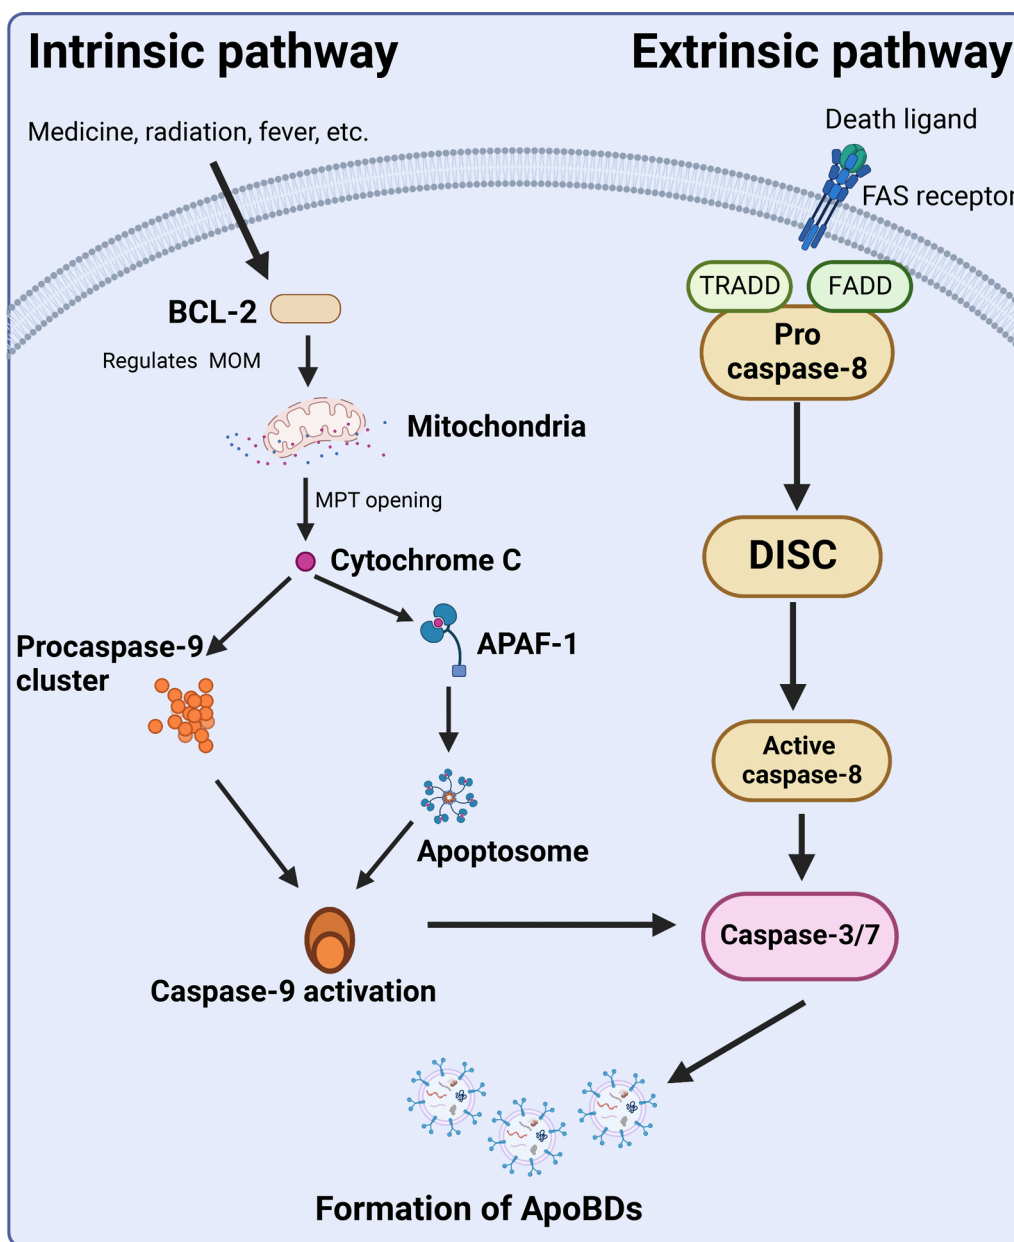 Intrinsic pathway
Extrinsic pathway
Medicine, radiation, fever, etc.
Death ligand
FAS receptor
TRADD
FADD
BCL-2
Pro
caspase-8
Regulates MOM
Mitochondria
MPT opening
Cytochrome C
DISC
Procaspase-9
cluster
APAF-1
Active
caspase-8
Apoptosome
Caspase-3/7
Caspase-9 activation
Formation of ApoBDs